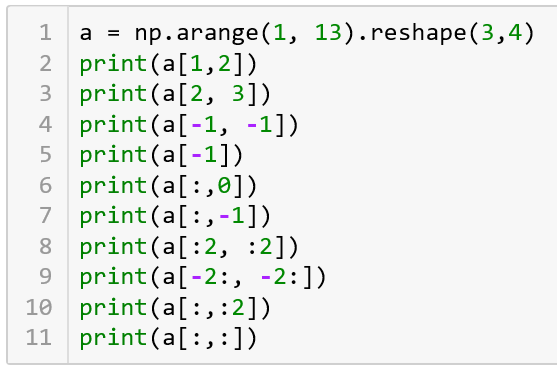 1 a = np.arange(1, 13).reshape(3,4)
2 print(a[1,2])
3 print(a[2, 3])
4 print(a[-1, -1])
5 print(a[-1])
6 print(a[:,0])
7 print(a[:,-1])
8 print(a[:2, :2])
9 print(a[-2:, -2:])
10 print(a[:,:2])
11 print(a[:,:])